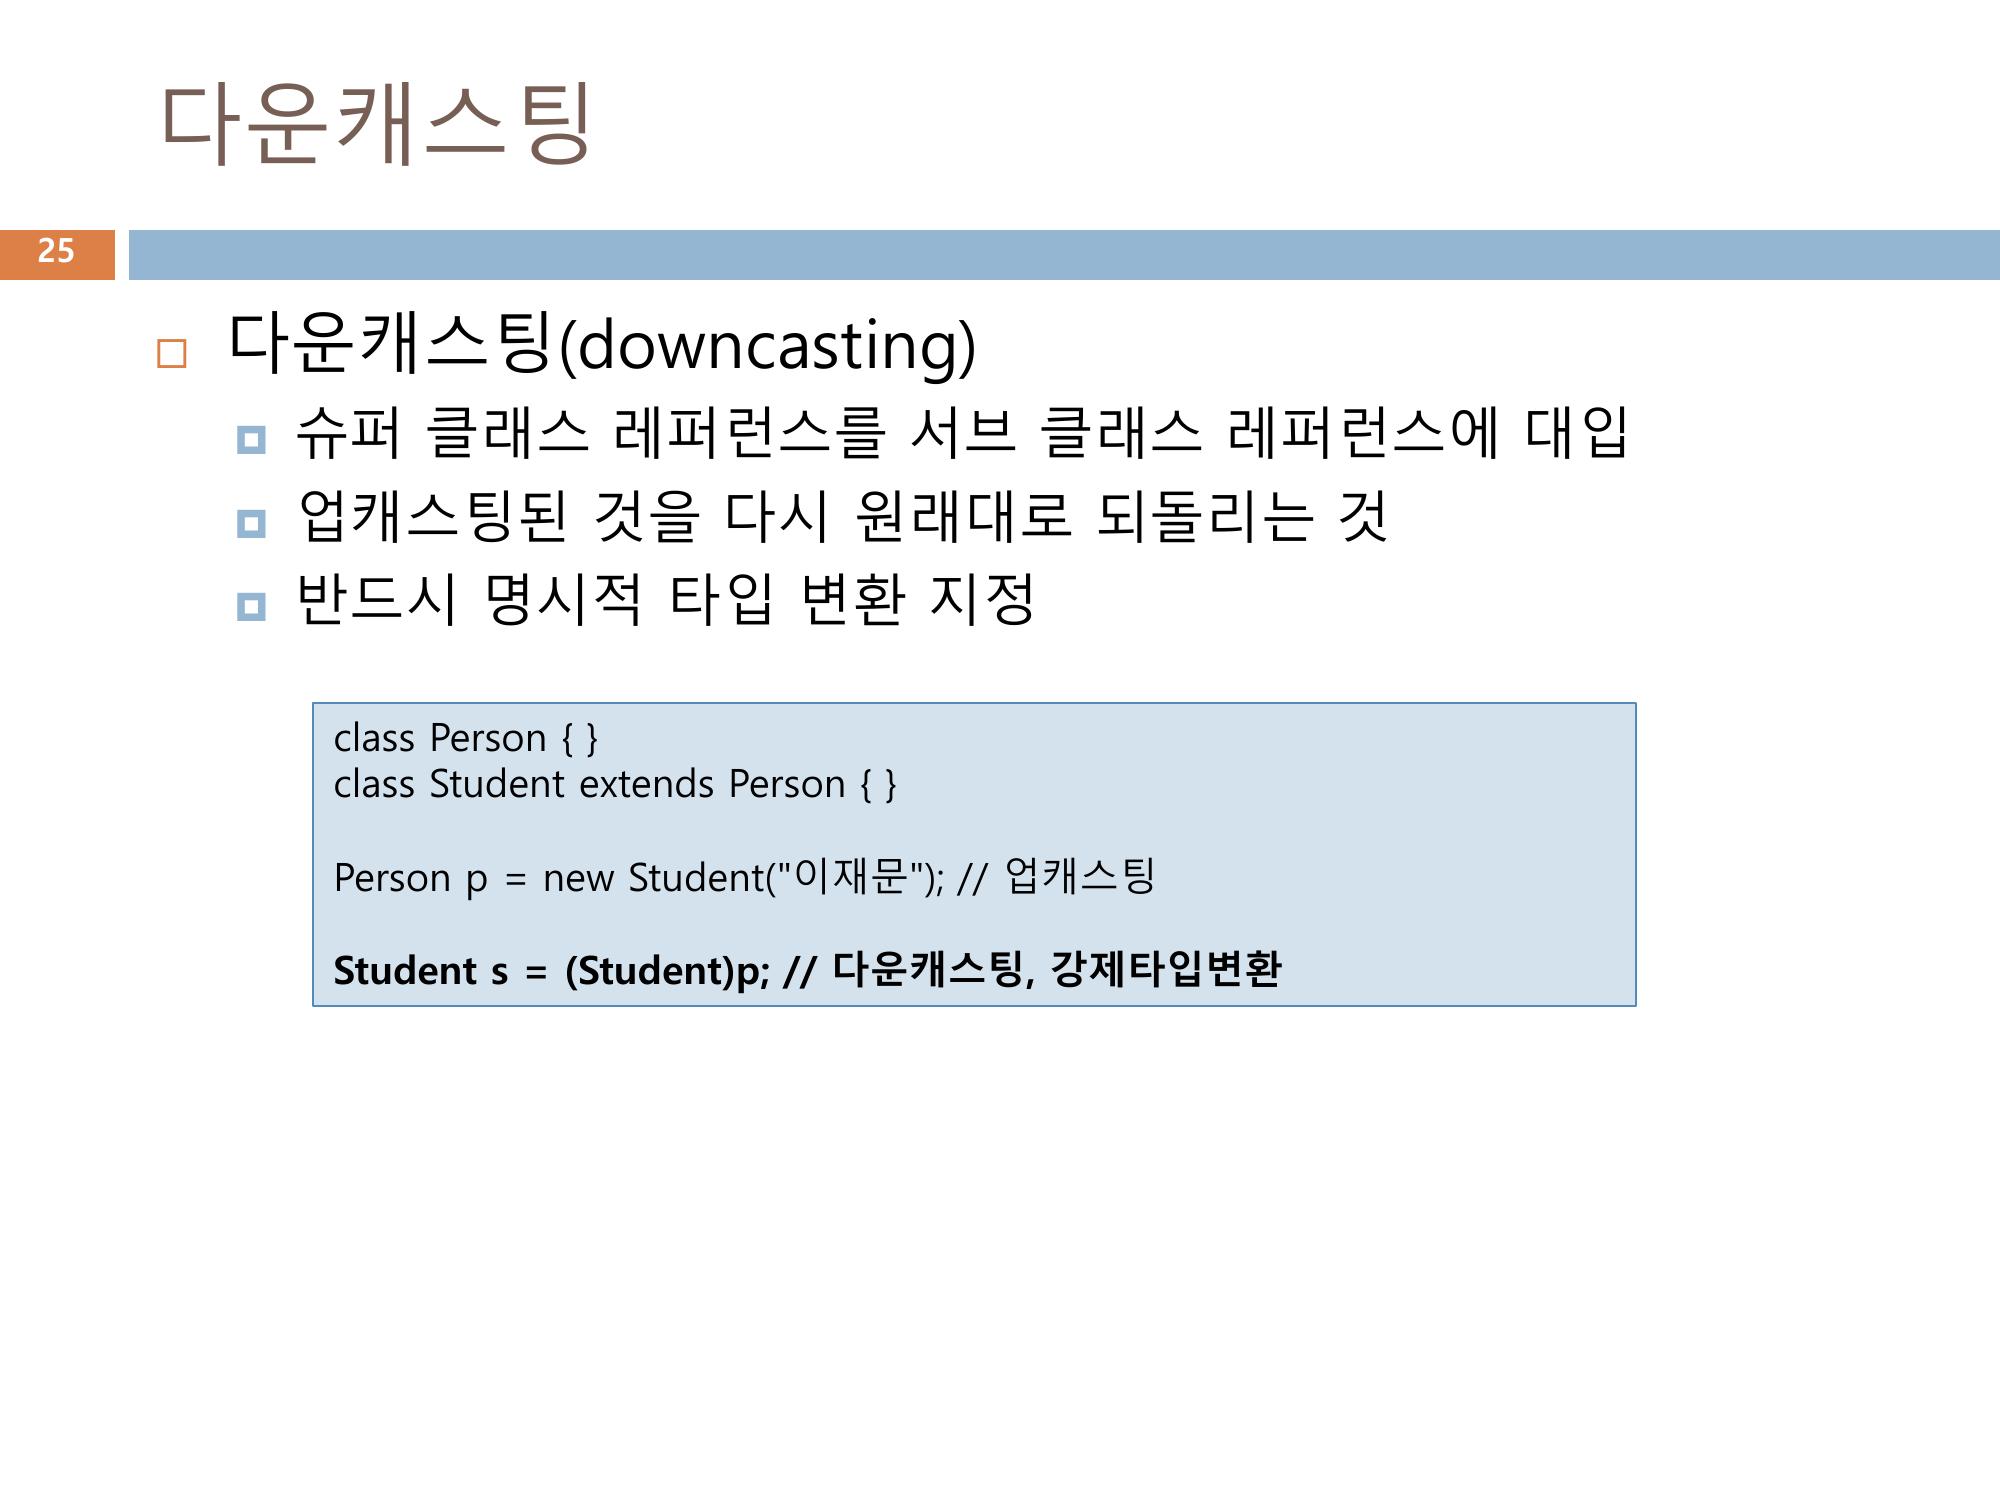 다운캐스팅
25
다운캐스팅(downcasting)
슈퍼 클래스 레퍼런스를 서브 클래스 레퍼런스에 대입
업캐스팅된 것을 다시 원래대로 되돌리는 것
반드시 명시적 타입 변환 지정
class Person { }
class Student extends Person { }
Person p = new Student("이재문"); // 업캐스팅
Student s = (Student)p; // 다운캐스팅, 강제타입변환